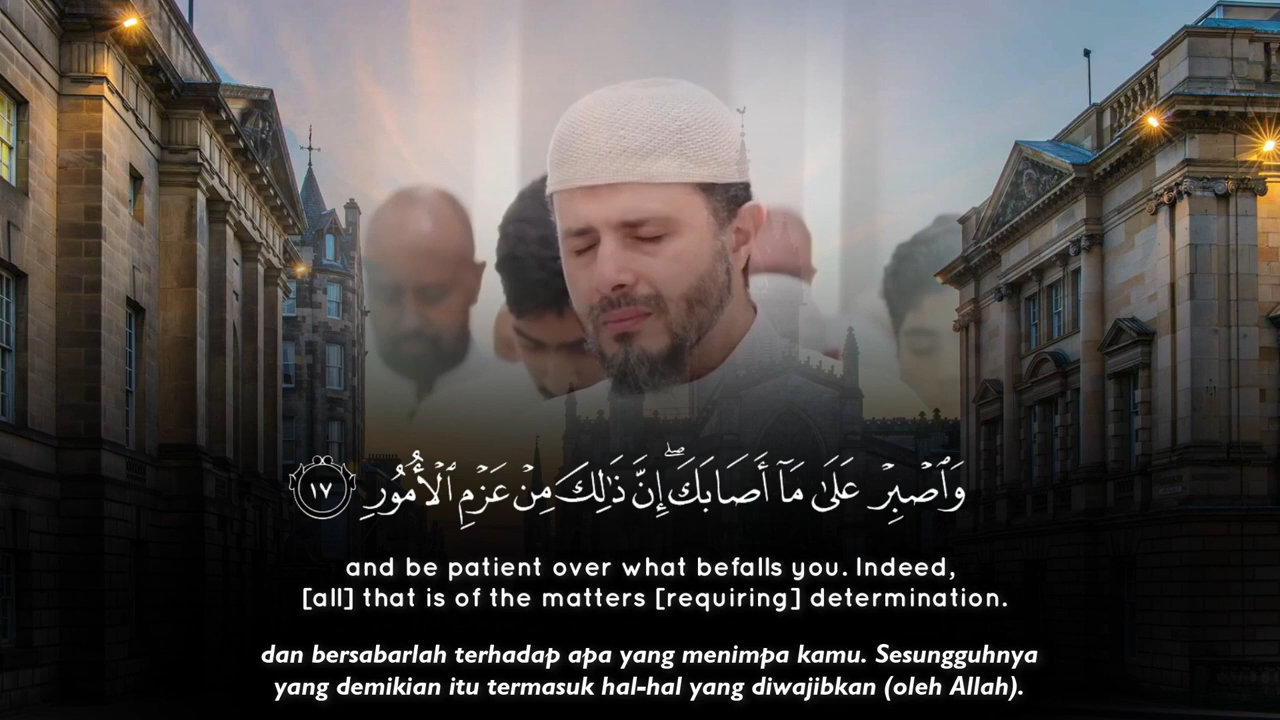 وَٱصۡبِرۡ عَلَىٰ مَآ أَصَابَكَۖ إِنَّ ذَٰلِكَ مِنۡ عَزۡمِ ٱلۡأُمُورِ ١٧
and be patient over what befalls you. Indeed,
[all] that is of the matters [requiring] determination.
dan bersabarlah terhadap apa yang menimpa kamu. Sesungguhnya
yang demikian itu termasuk hal-hal yang diwajibkan (oleh Allah).